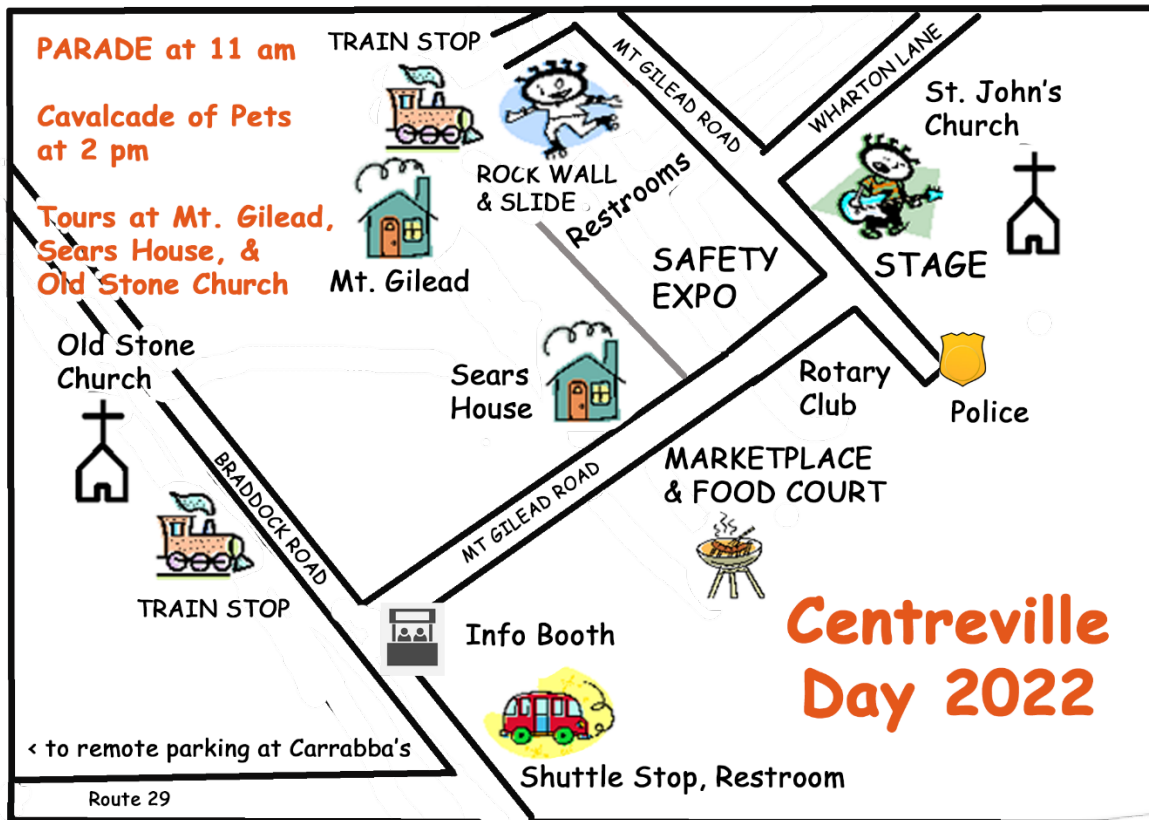 PARADE at 11 am
Cavalcade of Pets
at 2 pm
Tours at Mt. Gilead,
Sears House, &
Old Stone Church
TRAIN STOP
ROCK WALL
& SLIDE
Restrooms
MT GILEAD ROAD
WHARTON LANE
St. John's
Church
STAGE
SAFETY
EXPO
Mt. Gilead
Old Stone
Church
Sears
House
Rotary
Club
Police
MARKETPLACE
& FOOD COURT
MT GILEAD ROAD
BRADDOCK ROAD
TRAIN STOP
Info Booth
Centreville
Day 2022
< to remote parking at Carrabba's
Shuttle Stop, Restroom
Route 29